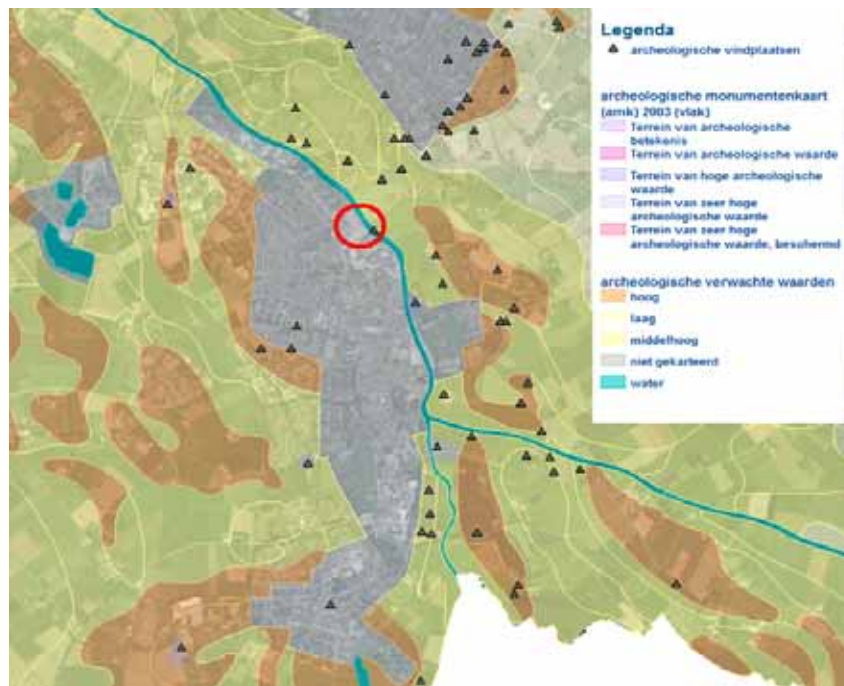 Legenda
archeologische vindplaatsen
archeologische monumentenkaart
(amk) 2003 (vlak)
Terrein van archeologische
betekenis
Terrein van archeologische waarde
Terrein van hoge archeologische
waarde
Terrein van zeer hoge
archeologische waarde
Terrein van zeer hoge
archeologische waarde, beschermd
archeologische verwachte waarden
hoog
laag
middelhoog
niet gekarteerd
water